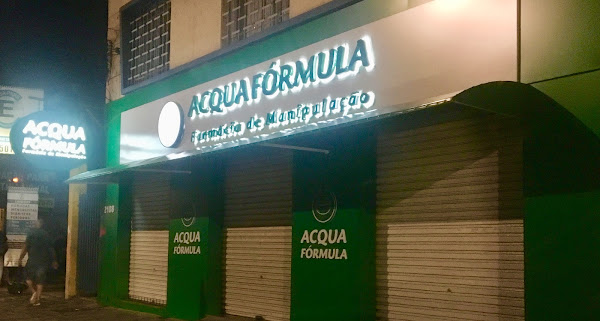 ACQUA FÓRMULA
Farmácia de Manipulação
ACQUA
FÓRMULA
ACQUA
FÓRMULA
ACQUA
FÓRMULA